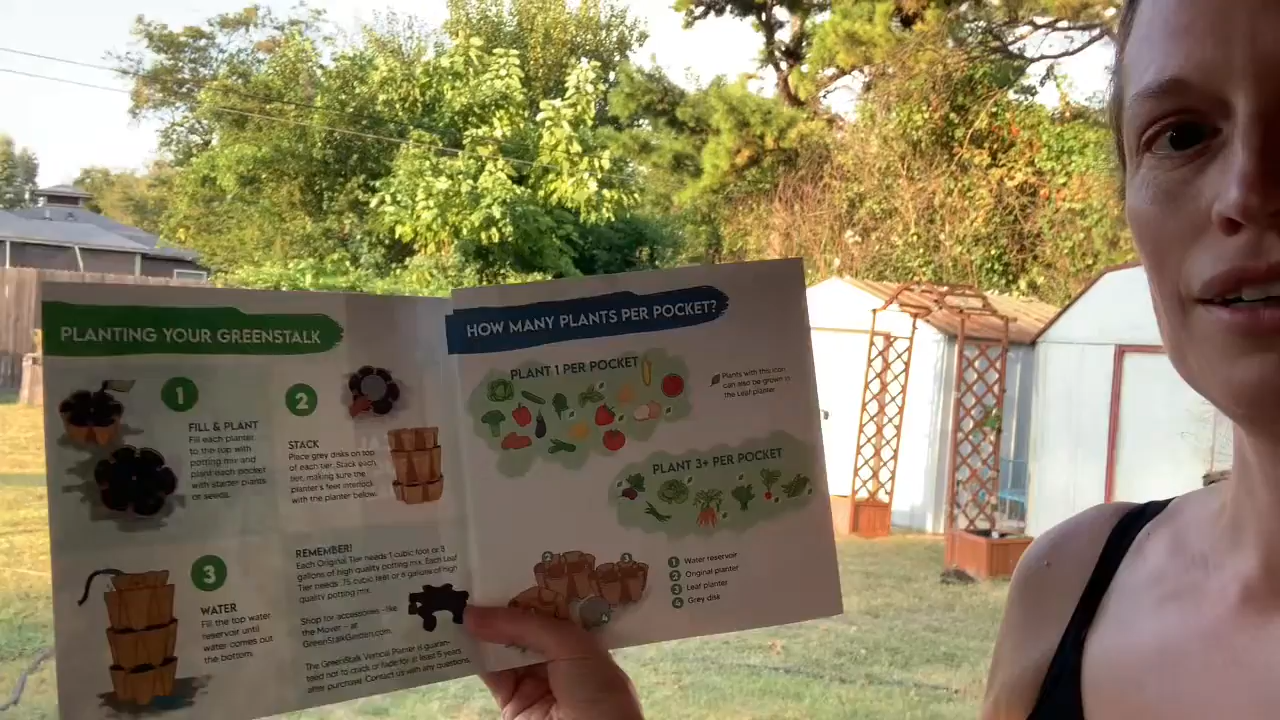 PLANTING YOUR GREENSTALK
1
FILL & PLANT
Fill each planter
to the top with
potting mix and
plant each pocket
with starter plants
or seeds.
2
STACK
Place grey disks on top
of each tier. Stack each
tier, making sure the
planter's feet interlock
with the planter below.
3
WATER
Fill the top water
reservoir until
water comes out
the bottom.
REMEMBER!
Each Original Tier needs 1 cubic foot or 8
gallons of high quality potting mix. Each Leaf
Tier needs .75 cubic feet or 6 gallons of high
quality potting mix.
Shop for accessories -like
the Mover - at
GreenStalkGarden.com.
The GreenStalk Vertical Planter is guaran-
teed not to crack or fade for at least 5 years
after purchase. Contact us with any questions.
HOW MANY PLANTS PER POCKET?
PLANT 1 PER POCKET
Plants with this icon
can also be grown in
the Leaf planter
PLANT 3+ PER POCKET
2
3
4
1 Water reservoir
2 Original planter
3 Leaf planter
4 Grey disk